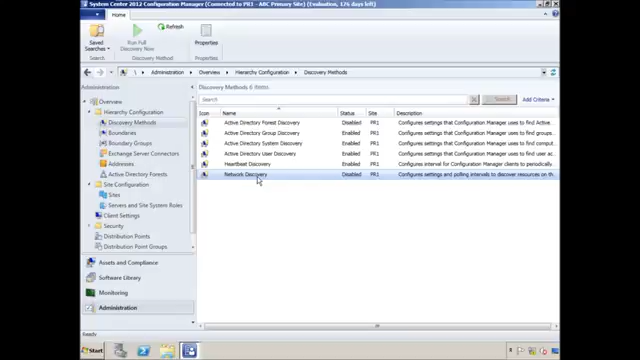 System Center 2012 Configuration Manager (Connected to PR1 - ABC Primary Site) (Evaluation, 176 days left)
Home
Saved
Searches
Run Full
Discovery Now
Refresh
Properties
Search
Discovery Method
Properties
\ Administration Overview Hierarchy Configuration Discovery Methods
Administration
Overview
Hierarchy Configuration
Discovery Methods
Boundaries
Boundary Groups
Exchange Server Connectors
Addresses
Active Directory Forests
Site Configuration
Sites
Servers and Site System Roles
Client Settings
Security
Distribution Points
Distribution Point Groups
Assets and Compliance
Software Library
Monitoring
Administration
Discovery Methods 6 items
Search
Search
Add Criteria
Icon Name Status Site Description
Active Directory Forest Discovery Disabled PR1 Configures settings that Configuration Manager uses to find Active...
Active Directory Group Discovery Enabled PR1 Configures settings that Configuration Manager uses to find groups
Active Directory System Discovery Enabled PR1 Configures settings that Configuration Manager uses to find compu...
Active Directory User Discovery Enabled PR1 Configures settings that Configuration Manager uses to find user ac
Heartbeat Discovery Enabled PR1 Configures interval for Configuration Manager clients to periodically.
Network Discovery Disabled PR1 Configures settings and polling intervals to discover resources on th
Ready
Start